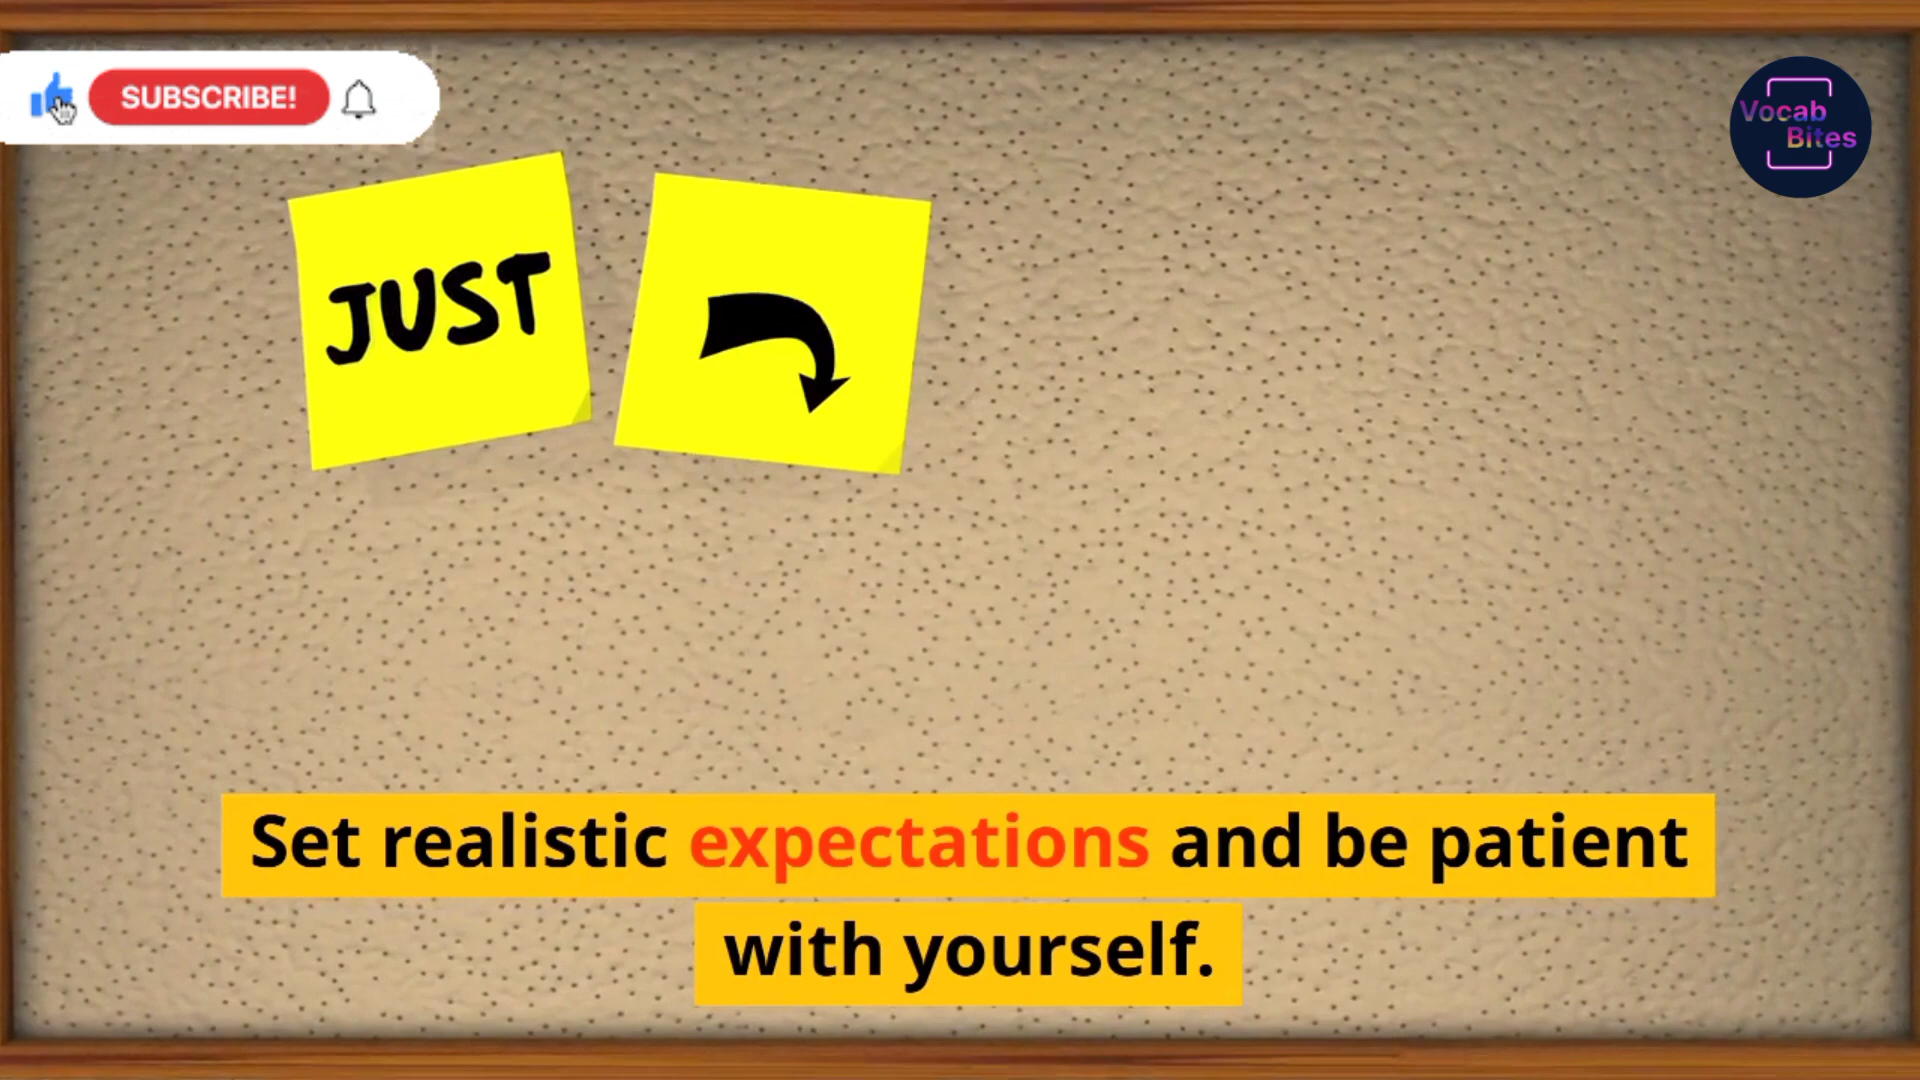 SUBSCRIBE!
Vocab
Bites
JUST
Set realistic expectations and be patient
with yourself.